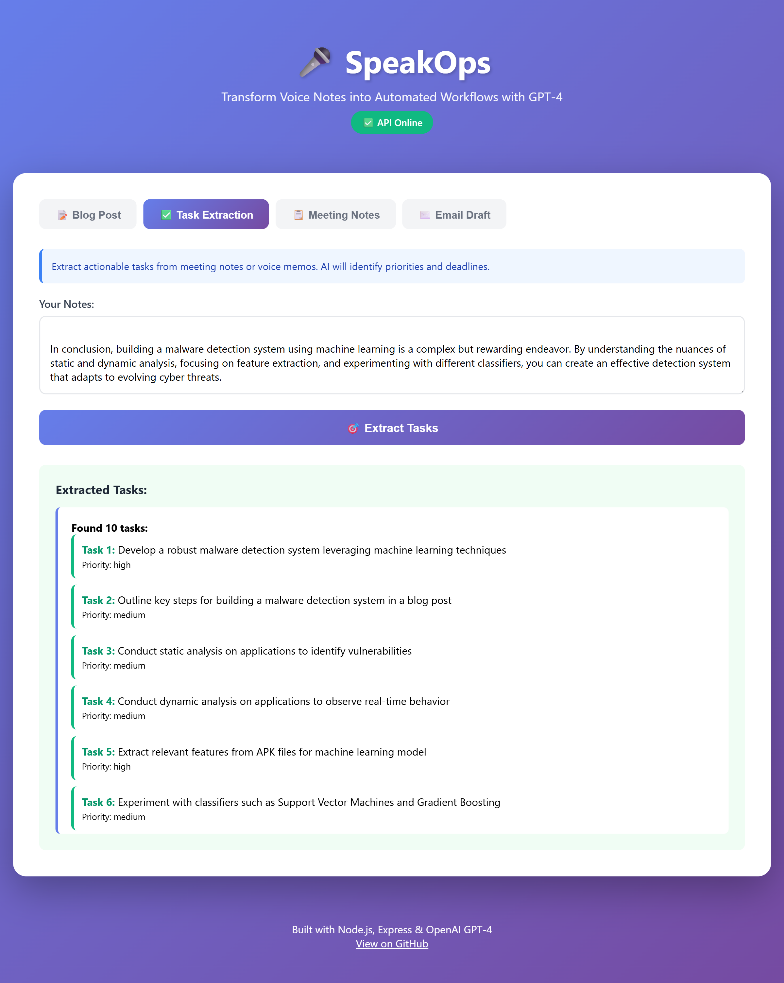 SpeakOps
Transform Voice Notes into Automated Workflows with GPT-4
API Online
Blog Post
Task Extraction
Meeting Notes
Email Draft
Extract actionable tasks from meeting notes or voice memos. AI will identify priorities and deadlines.
Your Notes:
In conclusion, building a malware detection system using machine learning is a complex but rewarding endeavor. By understanding the nuances of
static and dynamic analysis, focusing on feature extraction, and experimenting with different classifiers, you can create an effective detection system
that adapts to evolving cyber threats.
Extract Tasks
Extracted Tasks:
Found 10 tasks:
Task 1: Develop a robust malware detection system leveraging machine learning techniques
Priority: high
Task 2: Outline key steps for building a malware detection system in a blog post
Priority: medium
Task 3: Conduct static analysis on applications to identify vulnerabilities
Priority: medium
Task 4: Conduct dynamic analysis on applications to observe real-time behavior
Priority: medium
Task 5: Extract relevant features from APK files for machine learning model
Priority: high
Task 6: Experiment with classifiers such as Support Vector Machines and Gradient Boosting
Priority: medium
Built with Node.js, Express & OpenAI GPT-4
View on GitHub